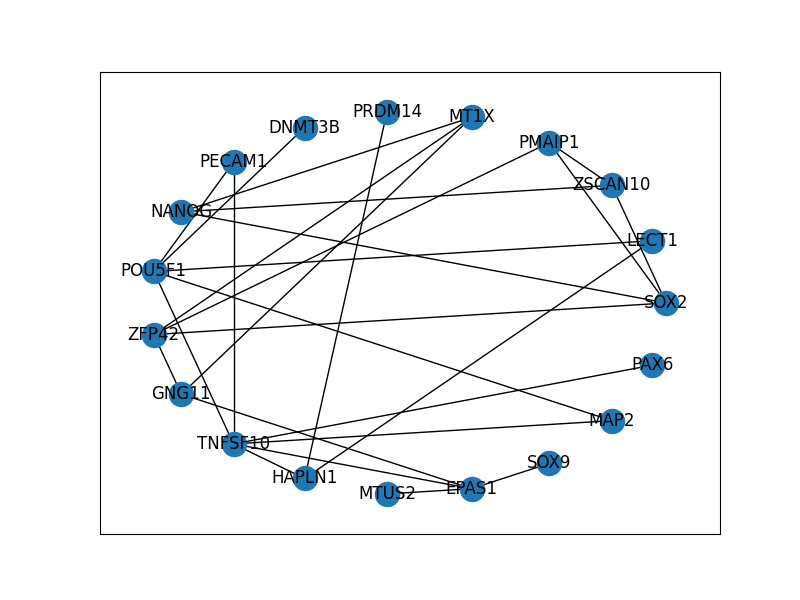 PRDM14
MT1X
DNMT3B
PMAIP1
PECAM1
ZSCAN10
NANOG
LECT1
POU5F1
SOX2
ZFP42
PAX6
GNG11
MAP2
TNFSF10
SOX9
HAPLN1
EPAS1
MTUS2